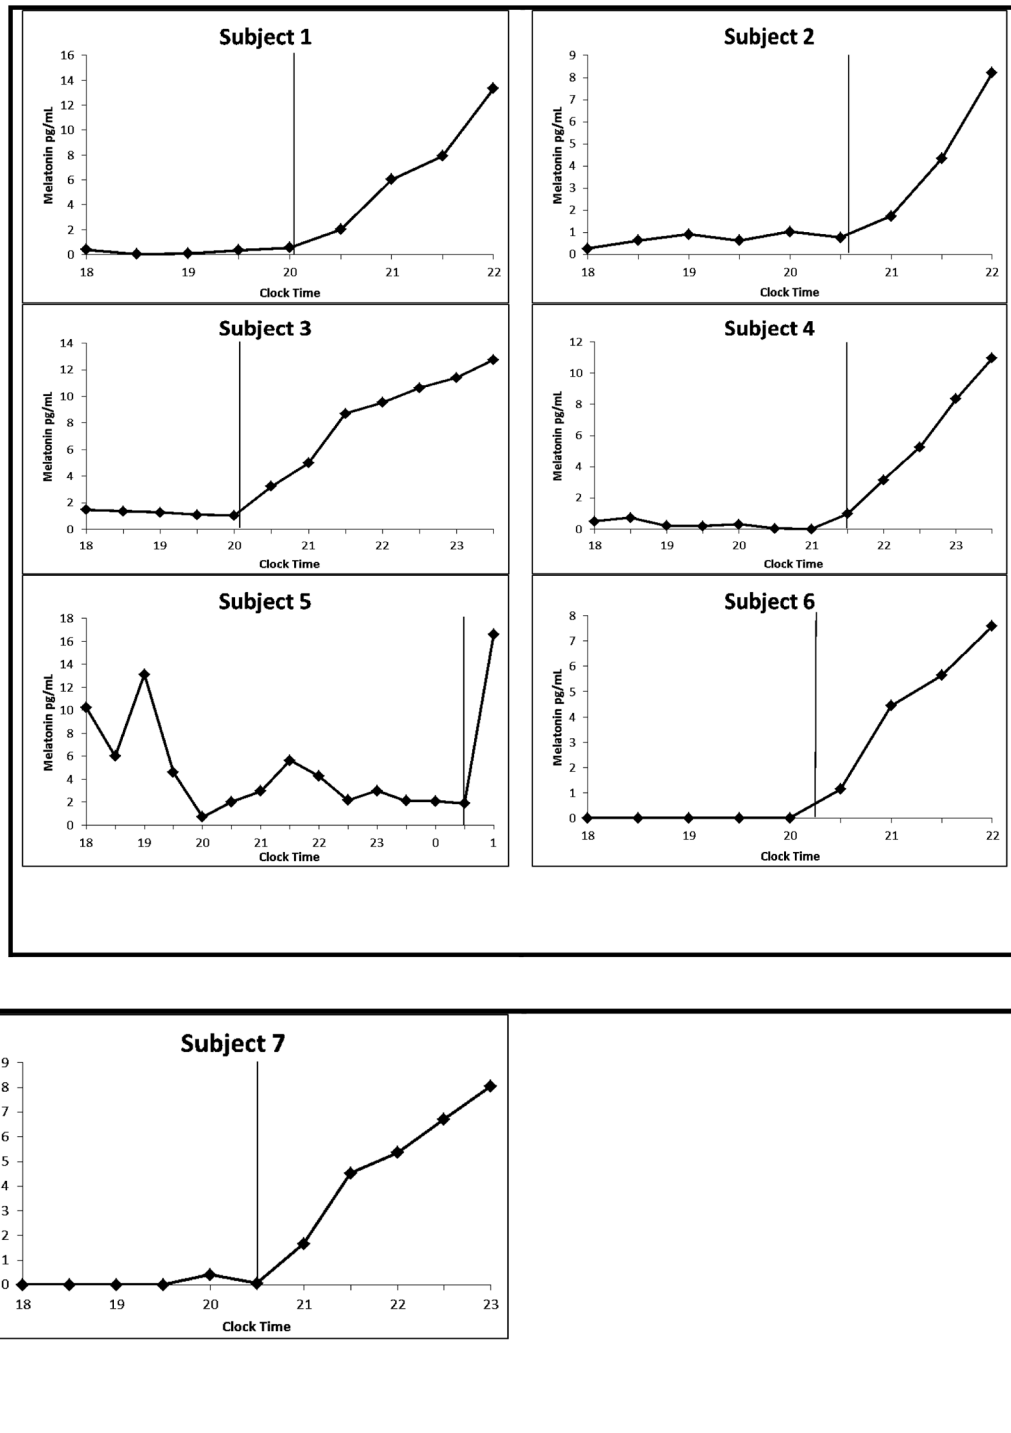 Subject 1
Melatonin pg/mL
16
14
12
10
8
6
4
2
0
18 19 20 21 22
Clock Time
Subject 2
Melatonin pg/mL
9
8
7
6
5
4
3
2
1
0
18 19 20 21 22
Clock Time
Subject 3
Melatonin pg/mL
14
12
10
8
6
4
2
0
18 19 20 21 22 23
Clock Time
Subject 4
Melatonin pg/mL
12
10
8
6
4
2
0
18 19 20 21 22 23
Clock Time
Subject 5
Melatonin pg/mL
18
16
14
12
10
8
6
4
2
0
18 19 20 21 22 23 0 1
Clock Time
Subject 6
Melatonin pg/mL
8
7
6
5
4
3
2
1
0
18 19 20 21 22
Clock Time
Subject 7
9
8
7
6
5
4
3
2
1
0
18 19 20 21 22 23
Clock Time